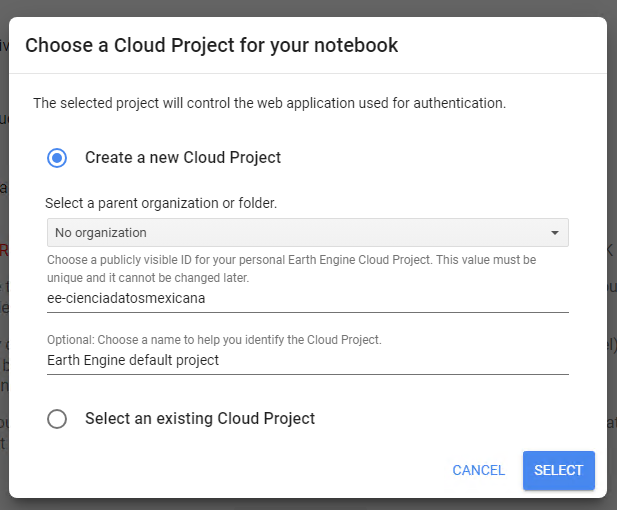 Choose a Cloud Project for your notebook
The selected project will control the web application used for authentication.
Create a new Cloud Project
Select a parent organization or folder.
No organization
Choose a publicly visible ID for your personal Earth Engine Cloud Project. This value must be
unique and it cannot be changed later.
ee-cienciadatosmexicana
Optional: Choose a name to help you identify the Cloud Project.
Earth Engine default project
Select an existing Cloud Project
CANCEL
SELECT